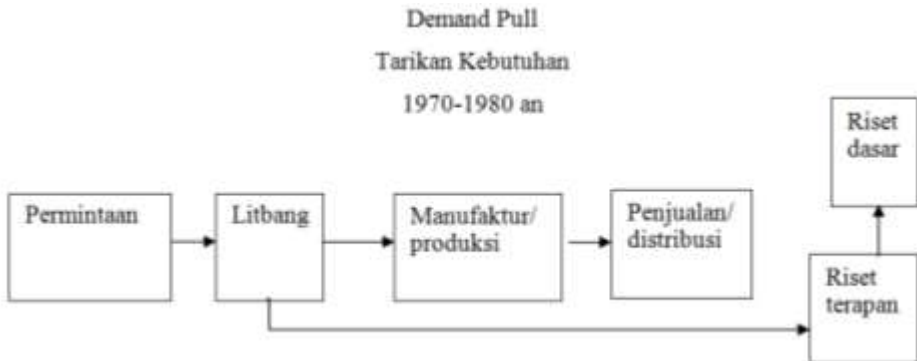 Demand Pull
Tarikan Kebutuhan
1970-1980 an
Riset
dasar
Permintaan
Litbang
Manufaktur/
produksi
Penjualan/
distribusi
Riset
terapan